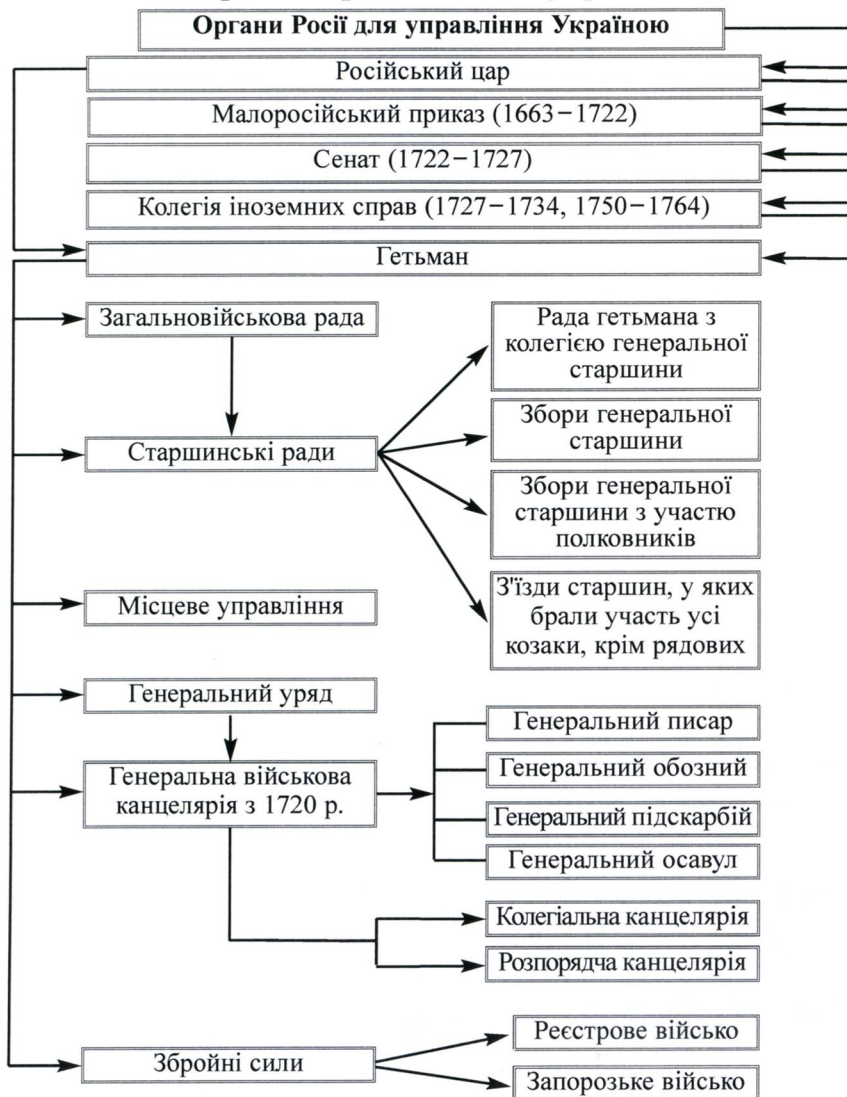 Органи Росії для управління Україною
Російський цар
Малоросійський приказ (1663–1722)
Сенат (1722–1727)
Колегія іноземних справ (1727–1734, 1750–1764)
Гетьман
Загальновійськова рада
Старшинські ради
Рада гетьмана з
колегією генеральної
старшини
Збори генеральної
старшини
Збори генеральної
старшини з участю
полковників
З'їзди старшин, у яких
брали участь усі
козаки, крім рядових
Місцеве управління
Генеральний уряд
Генеральна військова
канцелярія з 1720 р.
Генеральний писар
Генеральний обозний
Генеральний підскарбій
Генеральний осавул
Колегіальна канцелярія
Розпорядча канцелярія
Збройні сили
Реєстрове військо
Запорозьке військо